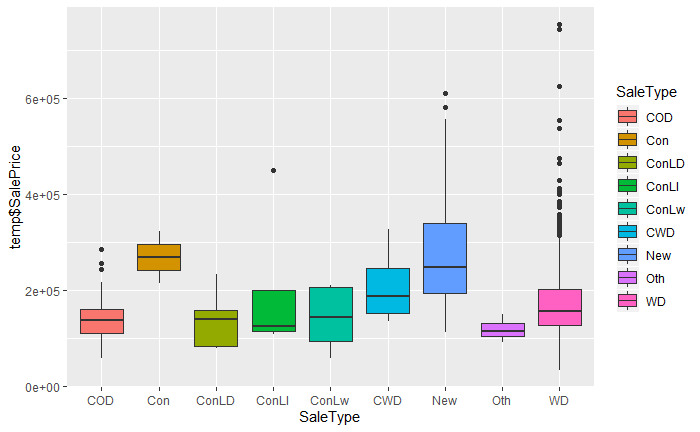 temp$SalePrice
6e+05
4e+05
2e+05
0e+00
COD Con ConLD ConLI ConLw CWD New Oth WD
SaleType
SaleType
COD
Con
ConLD
ConLI
ConLw
CWD
New
Oth
WD